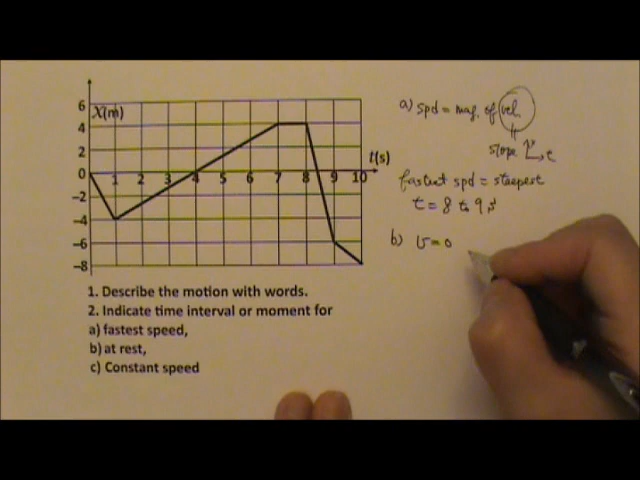 6
X(m)
4
2
t(s)
0 1 2 3 4 5 6 7 8 9 10
-2
-4
-6
-8
1. Describe the motion with words.
2. Indicate time interval or moment for
a) fastest speed,
b) at rest,
c) Constant speed
a) spd = mag. of vel
slope x, t
fastest spd = steepest
t = 8 to 9 s
b) v = 0